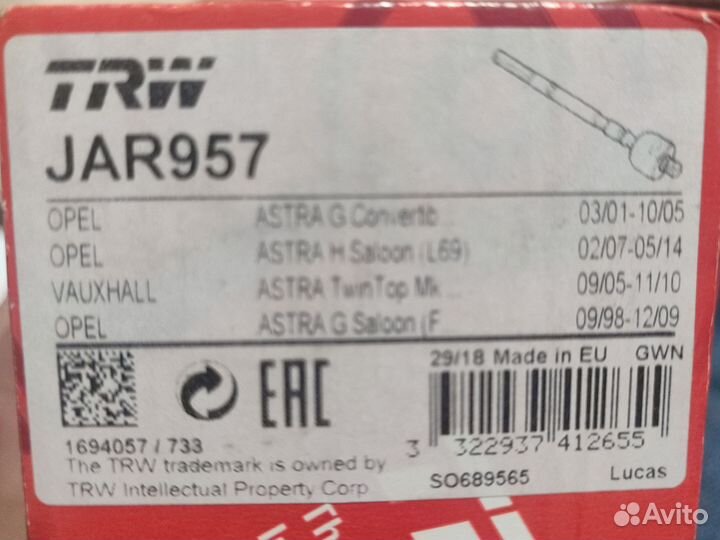 TRW
JAR957
OPEL ASTRA G Convertib... 03/01-10/05
OPEL ASTRA H Saloon (L69) 02/07-05/14
VAUXHALL ASTRA TwinTop Mk... 09/05-11/10
OPEL ASTRA G Saloon (F... 09/98-12/09
29/18 Made in EU GWN
EAC
1694057 / 733
3 322937 412655
The TRW trademark is owned by
TRW Intellectual Property Corp
SO689565 Lucas
Th
Avito